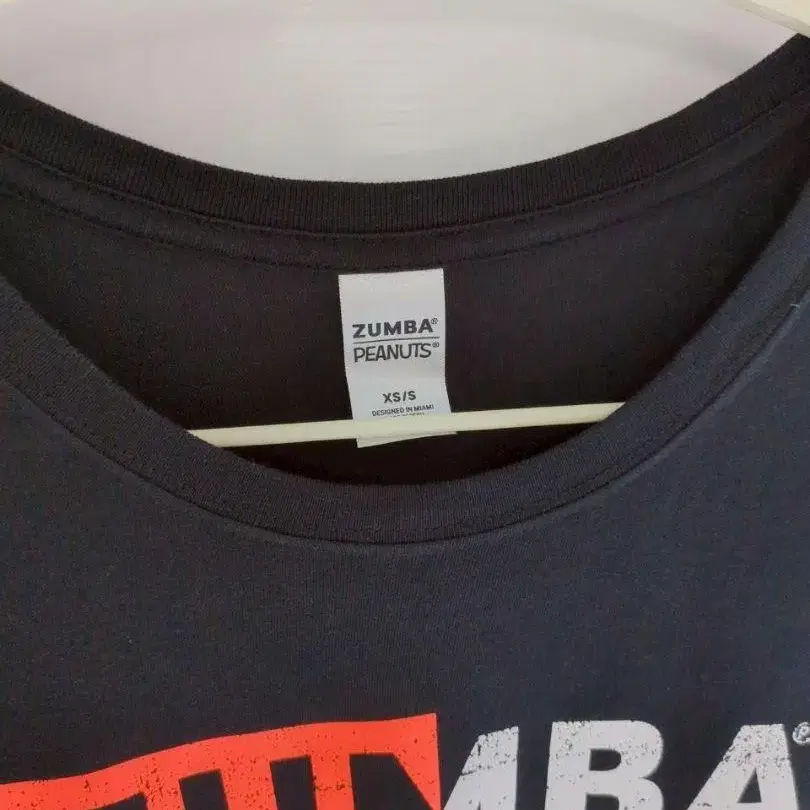 ZUMBA®
PEANUTS®
XS/S
DESIGNED IN MIAMI
MBA®